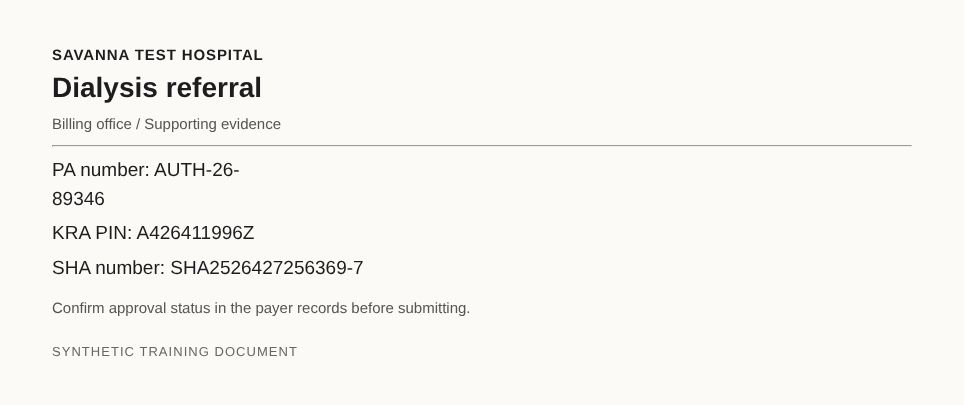 SAVANNA TEST HOSPITAL
Dialysis referral
Billing office / Supporting evidence
PA number: AUTH-26-
89346
KRA PIN: A426411996Z
SHA number: SHA2526427256369-7
Confirm approval status in the payer records before submitting.
SYNTHETIC TRAINING DOCUMENT